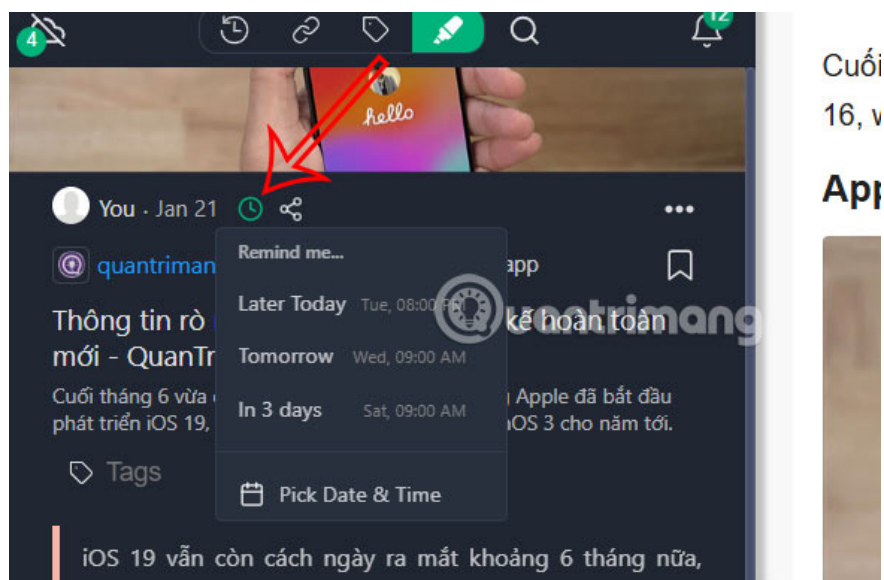 12
4
hello
Cuối
16,
You · Jan 21
Remind me...
quantriman
app
Later Today Tue, 08:00 PM
Thông tin rò
kế hoàn toàn
Quantrimang
mới - QuanTr
Tomorrow Wed, 09:00 AM
Cuối tháng 6 vừa
Apple đã bắt đầu
In 3 days Sat, 09:00 AM
phát triển iOS 19,
OS 3 cho năm tới.
Tags
Pick Date & Time
iOS 19 vẫn còn cách ngày ra mắt khoảng 6 tháng nữa,